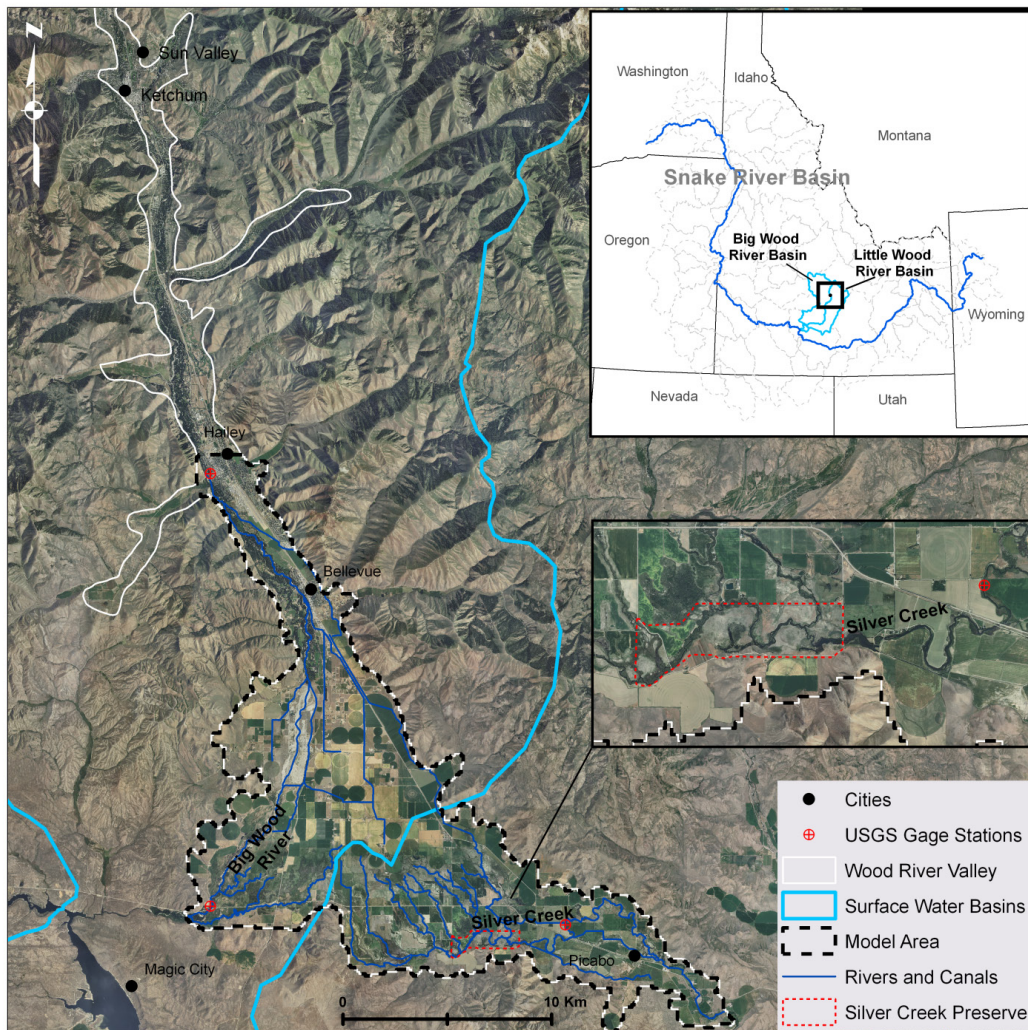 N
Sun Valley
Ketchum
Hailey
Bellevue
Big Wood
River
Silver Creek
Picabo
Magic City
0
10 Km
Washington
Idaho
Montana
Snake River Basin
Oregon
Big Wood
River Basin
Little Wood
River Basin
Wyoming
Nevada
Utah
Silver Creek
Cities
USGS Gage Stations
Wood River Valley
Surface Water Basins
Model Area
Rivers and Canals
Silver Creek Preserve